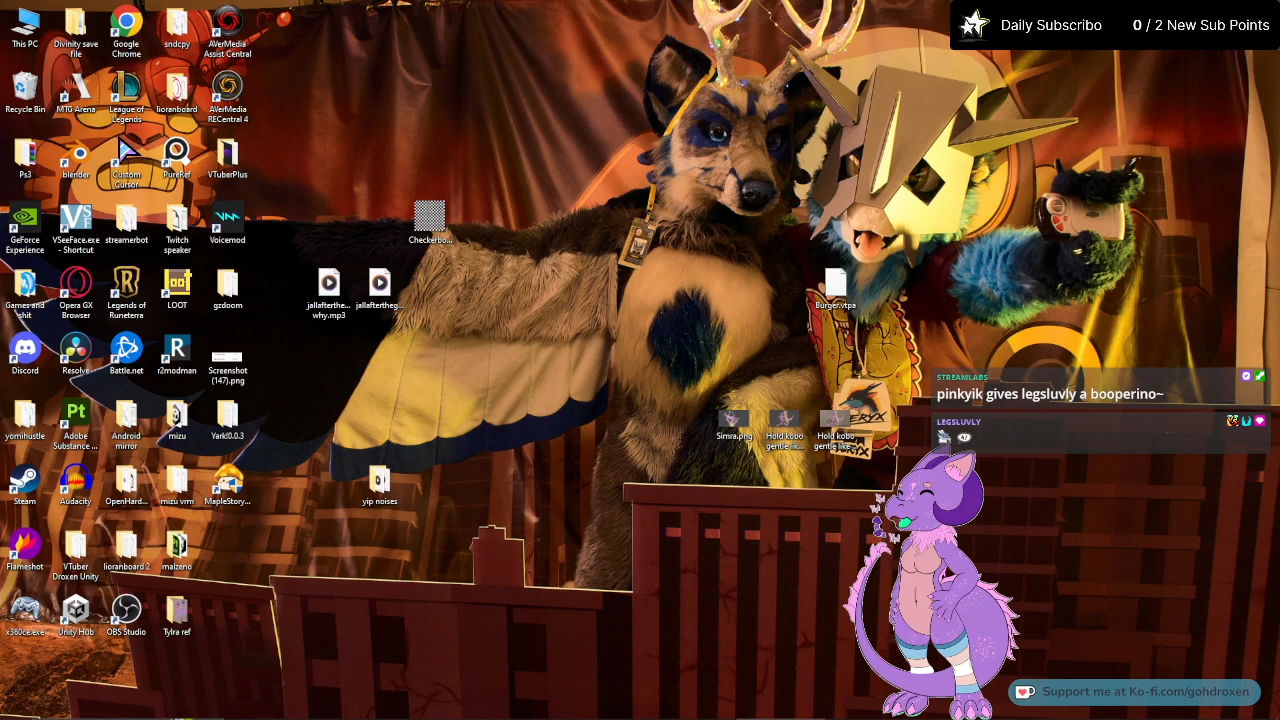 Daily Subscribo
0 / 2 New Sub Points
This PC
Divinity save file
Google Chrome
sndcpy
AVerMedia Assist Central
Recycle Bin
MTG Arena
League of Legends
lioranboard
AVerMedia RECentral 4
Ps3
blender
Custom Cursor
PureRef
VTuberPlus
GeForce Experience
VSeeFace.exe - Shortcut
streamerbot
Twitch speaker
Voicemod
Checkerbo...
Games and shit
Opera GX Browser
Legends of Runeterra
LOOT
gzdoom
jallafterthe... why.mp3
jallaftertheg...
Burger.vtpa
Discord
Resolve
Battle.net
r2modman
Screenshot (147).png
STREAMLABS
pinkyik gives legsluvly a booperino~
LEGSLUVLY
yomihustle
Adobe Substance ...
Android mirror
mizu
Yark!0.0.3
Simra.png
Hold kobo gentle lik...
Hold kobo gentle like...
Steam
Audacity
OpenHard...
mizu vrm
MapleStory...
yip noises
Flameshot
VTuber Droxen Unity
lioranboard 2
malzeno
x360ce.exe
Unity Hub
OBS Studio
Tylra ref
Support me at Ko-fi.com/gohdroxen